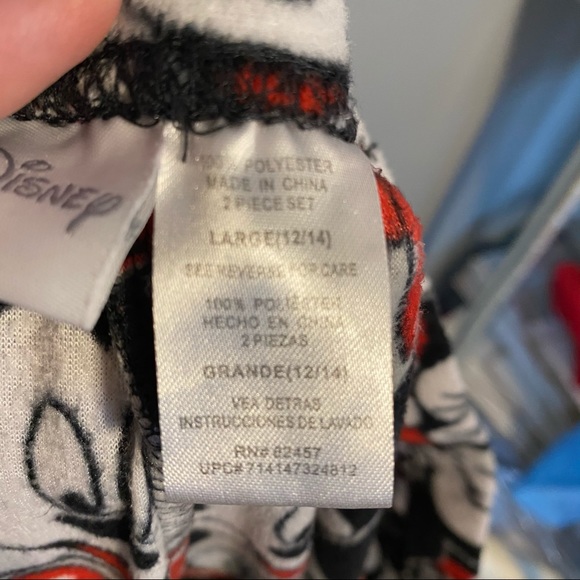 Disney
100% POLYESTER
MADE IN CHINA
2 PIECE SET
LARGE(12/14)
SEE REVERSE FOR CARE
100% POLIÉSTER
HECHO EN CHINA
2 PIEZAS
GRANDE(12/14)
VEA DETRAS
INSTRUCCIONES DE LAVADO
RN# 82457
UPC# 714147324812